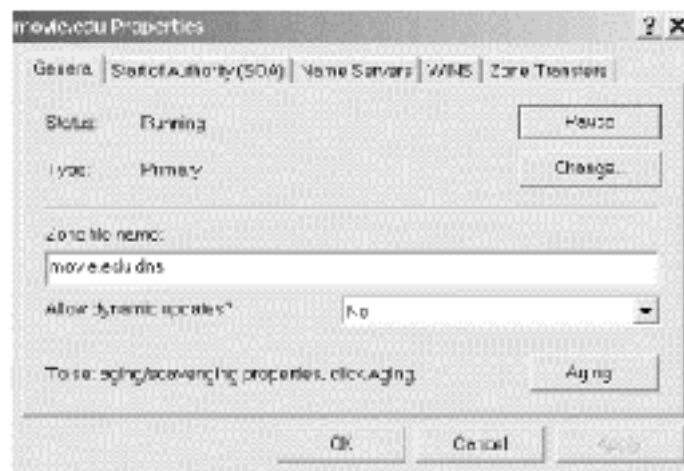 movie.edu Properties ? X
General Start of Authority (SOA) Name Servers WINS Zone Transfers
Status: Running Pause
Type: Primary Change...
Zone file name:
movie.edu.dns
Allow dynamic updates? No
To set aging/scavenging properties, click Aging. Aging
OK Cancel Apply